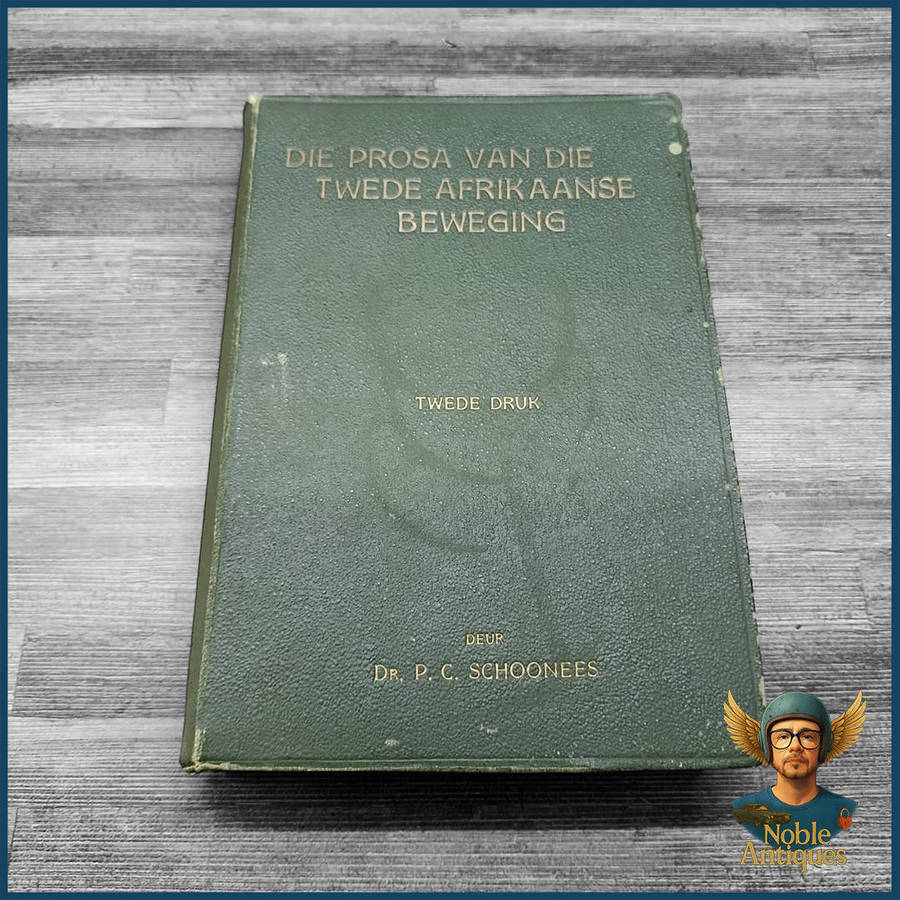 DIE PROSA VAN DIE
TWEDE AFRIKAANSE
BEWEGING
TWEDE DRUK
DEUR
DR. P. C. SCHOONEES
Noble
Antiques